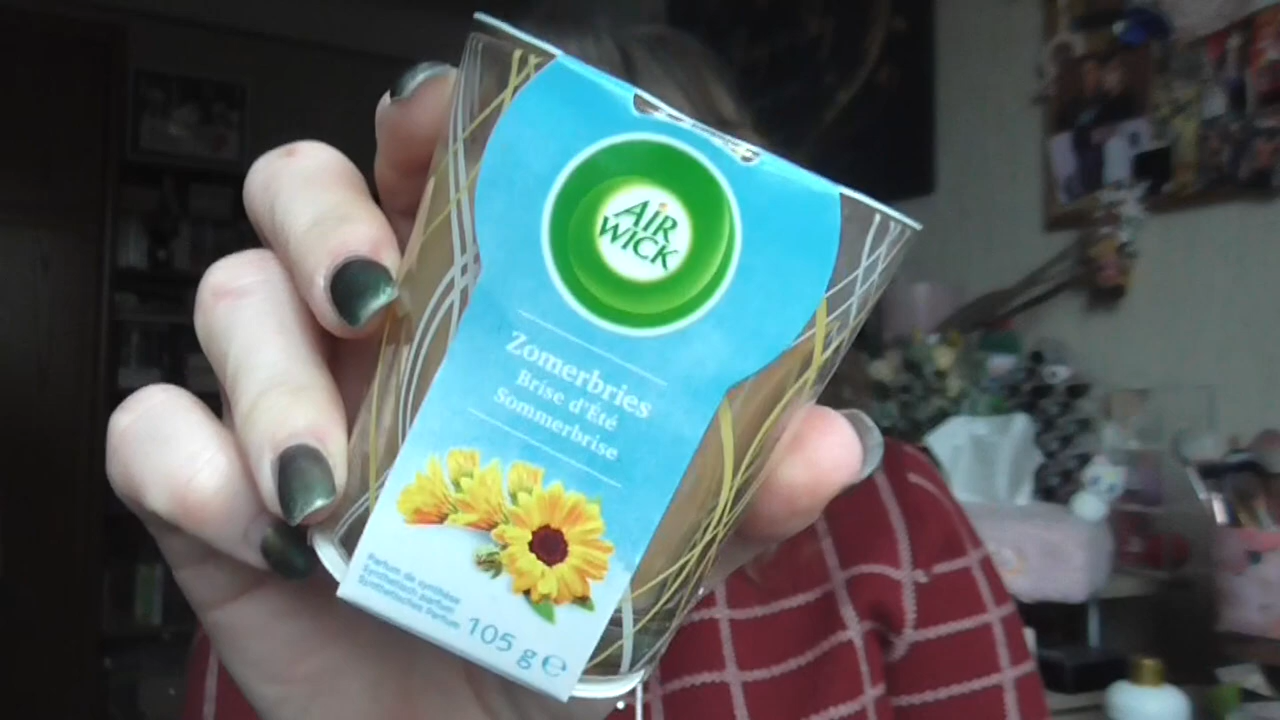 AiR
WICK
Zomerbries
Brise d'Été
Sommerbrise
Parfum de synthèse
Synthetisch parfum
Synthetisches Parfum
105 g ℮